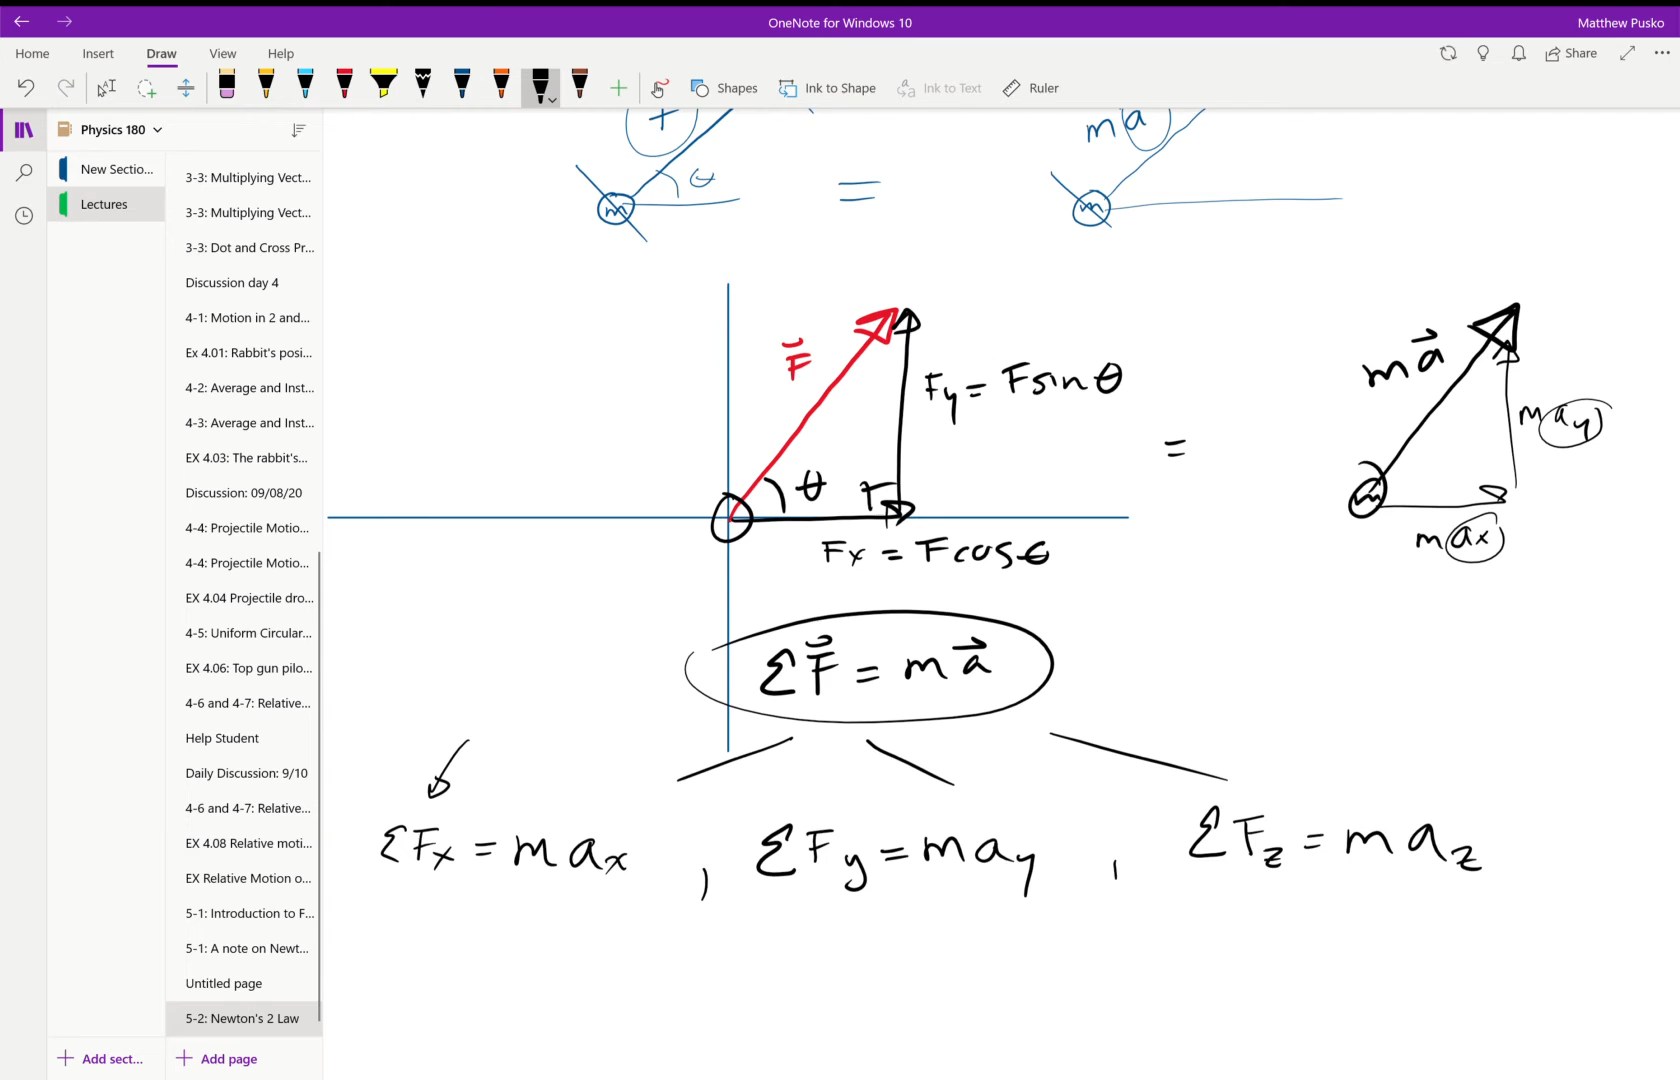 OneNote for Windows 10
Matthew Pusko
Home Insert Draw View Help
Share
Shapes Ink to Shape Ink to Text Ruler
Physics 180
New Sectio...
Lectures
3-3: Multiplying Vect...
3-3: Multiplying Vect...
3-3: Dot and Cross Pr...
Discussion day 4
4-1: Motion in 2 and...
Ex 4.01: Rabbit's posi...
4-2: Average and Inst...
4-3: Average and Inst...
EX 4.03: The rabbit's...
Discussion: 09/08/20
4-4: Projectile Motio...
4-4: Projectile Motio...
EX 4.04 Projectile dro...
4-5: Uniform Circular...
EX 4.06: Top gun pilo...
4-6 and 4-7: Relative...
Help Student
Daily Discussion: 9/10
4-6 and 4-7: Relative...
EX 4.08 Relative moti...
EX Relative Motion o...
5-1: Introduction to F...
5-1: A note on Newt...
Untitled page
5-2: Newton's 2 Law
Add sect...
Add page
ma
θ
m = m
F⃗
Fy = F sin θ
θ
Fx = F cos θ
=
ma⃗
may
m
max
ΣF⃗ = ma⃗
ΣFx = max , ΣFy = may , ΣFz = maz